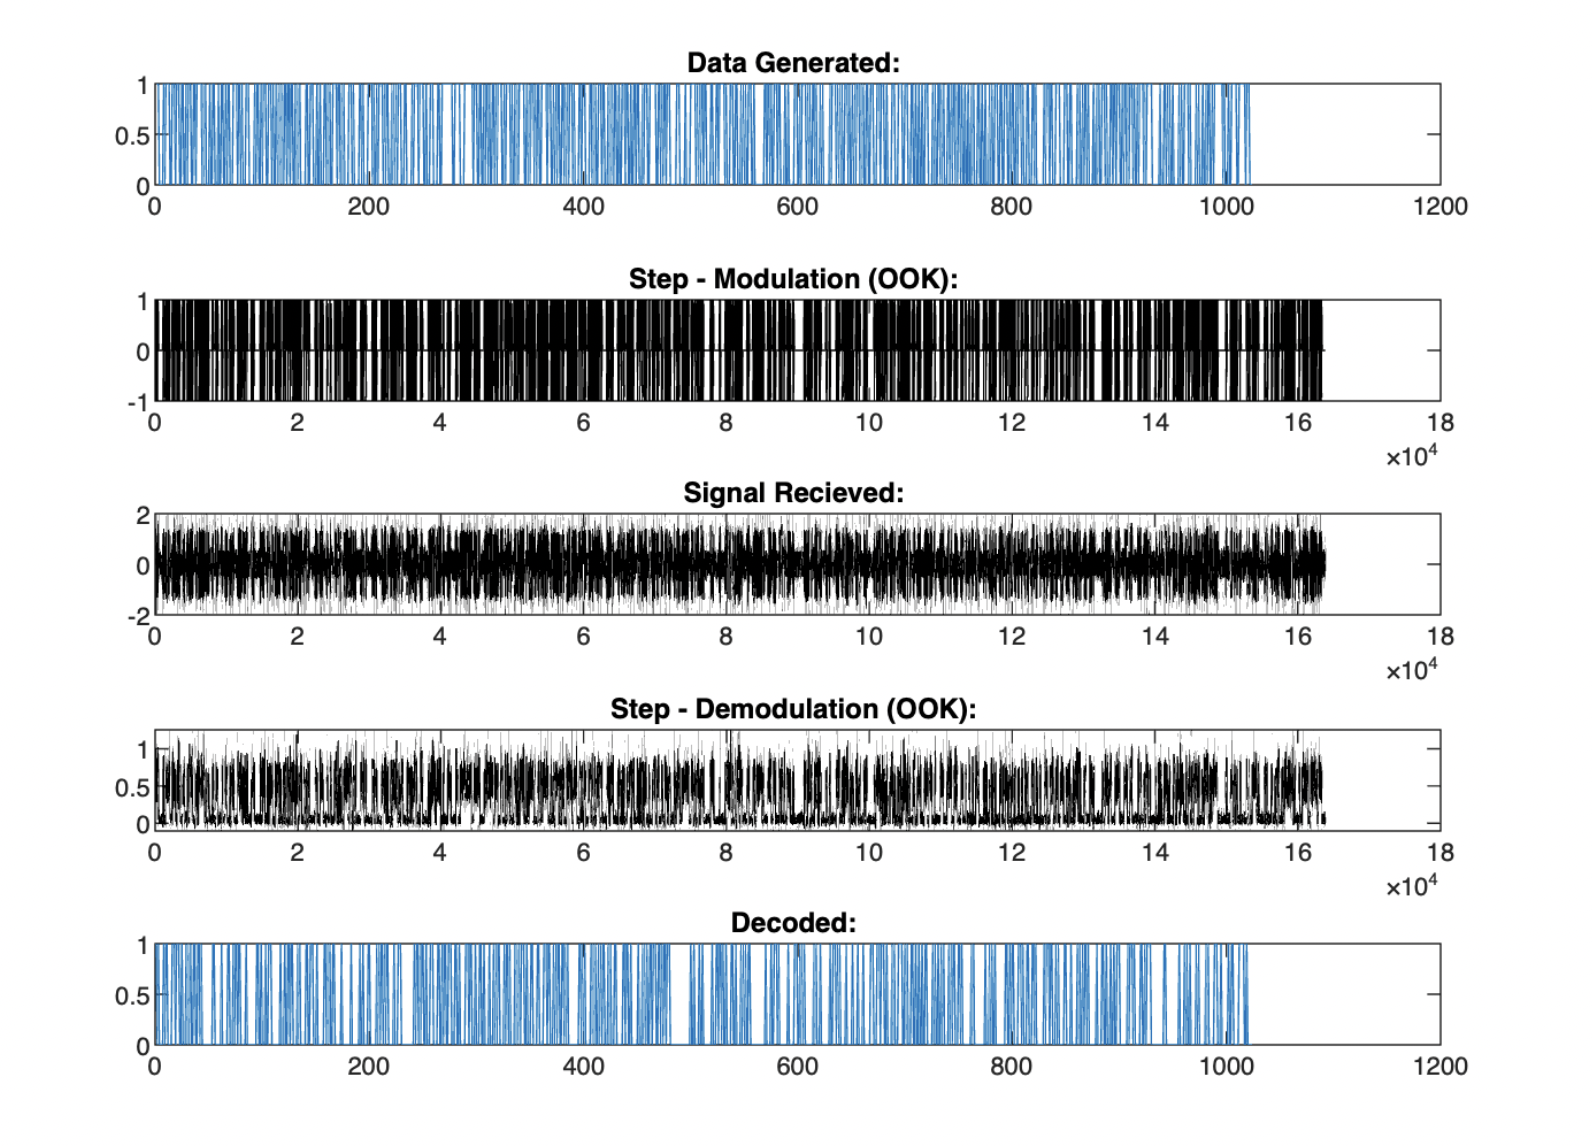 Data Generated:
1
0.5
0
0 200 400 600 800 1000 1200
Step - Modulation (OOK):
1
0
-1
0 2 4 6 8 10 12 14 16 18
×10⁴
Signal Recieved:
2
0
-2
0 2 4 6 8 10 12 14 16 18
×10⁴
Step - Demodulation (OOK):
1
0.5
0
0 2 4 6 8 10 12 14 16 18
×10⁴
Decoded:
1
0.5
0
0 200 400 600 800 1000 1200